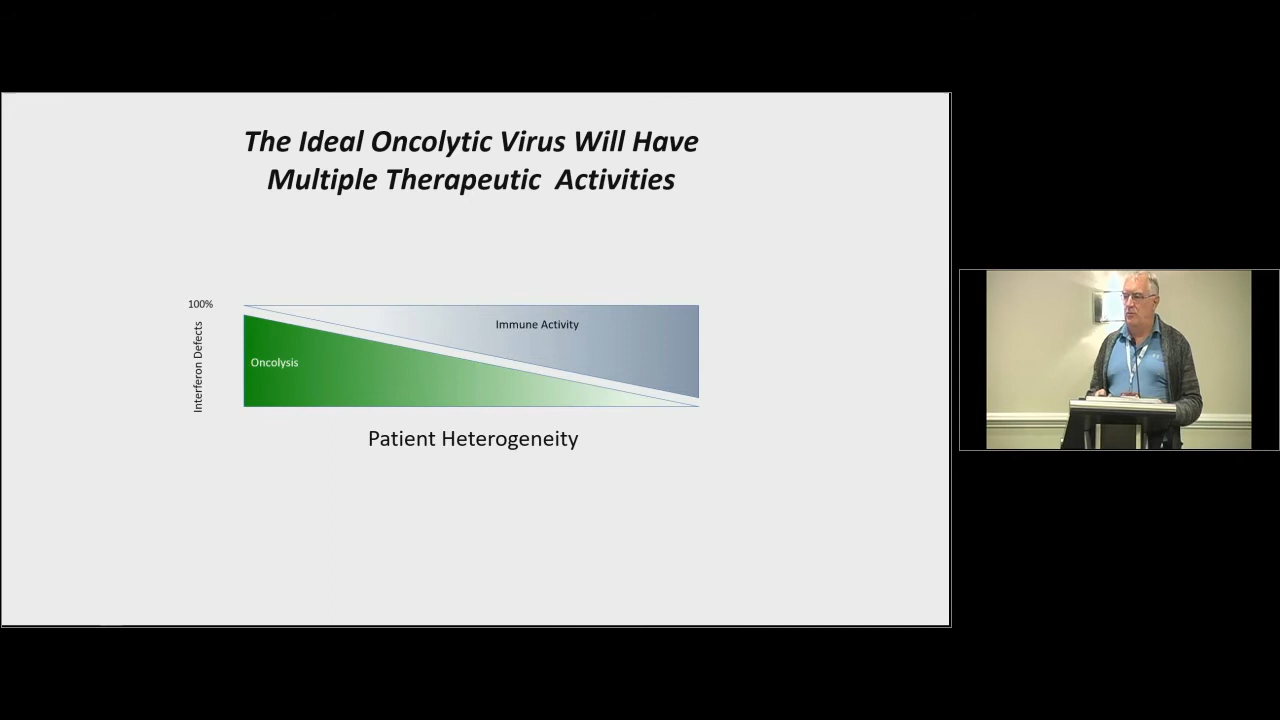 The Ideal Oncolytic Virus Will Have
Multiple Therapeutic Activities
100%
Interferon Defects
Immune Activity
Oncolysis
Patient Heterogeneity